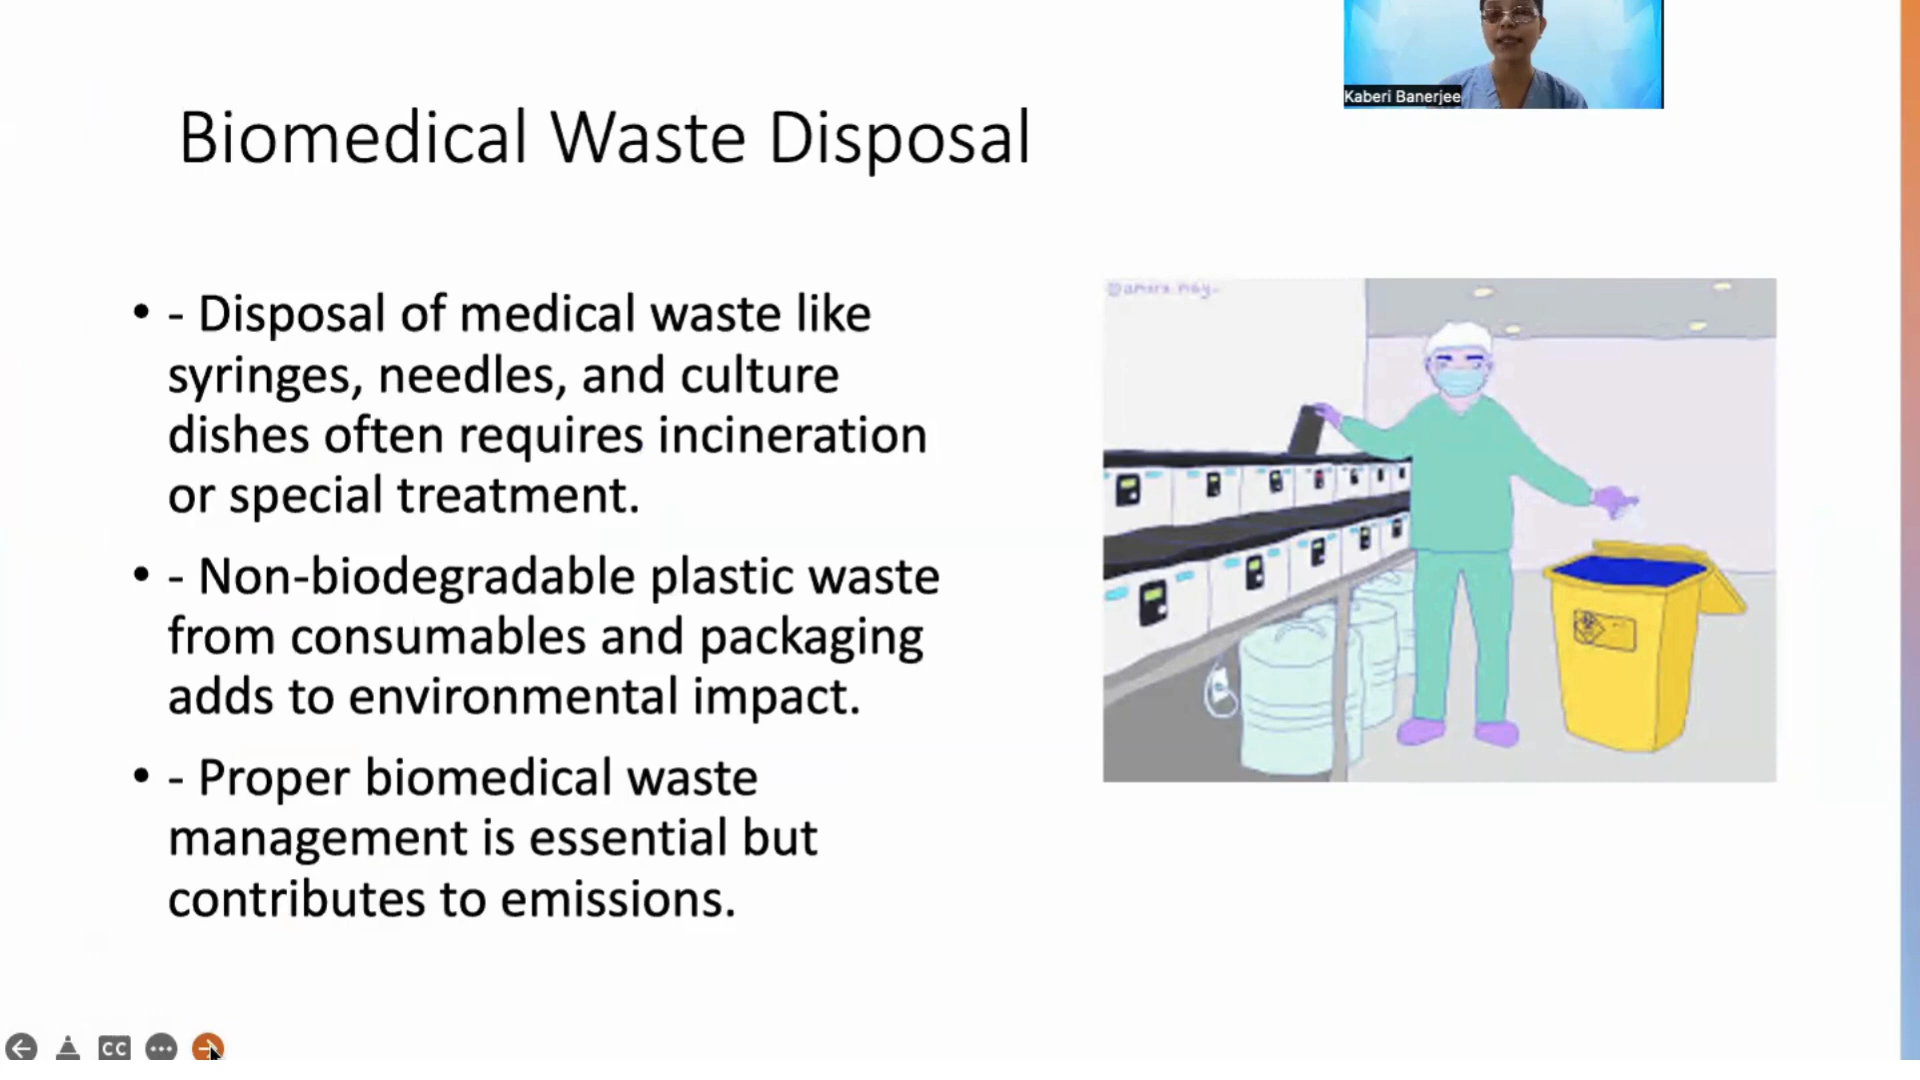 Kaberi Banerjee
Biomedical Waste Disposal
• - Disposal of medical waste like
syringes, needles, and culture
dishes often requires incineration
or special treatment.
• - Non-biodegradable plastic waste
from consumables and packaging
adds to environmental impact.
• - Proper biomedical waste
management is essential but
contributes to emissions.
CC